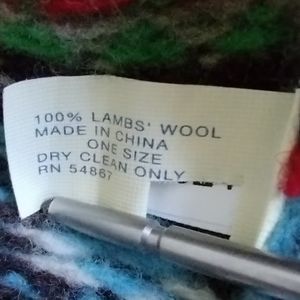 100% LAMBS' WOOL
MADE IN CHINA
ONE SIZE
DRY CLEAN ONLY
RN 54867